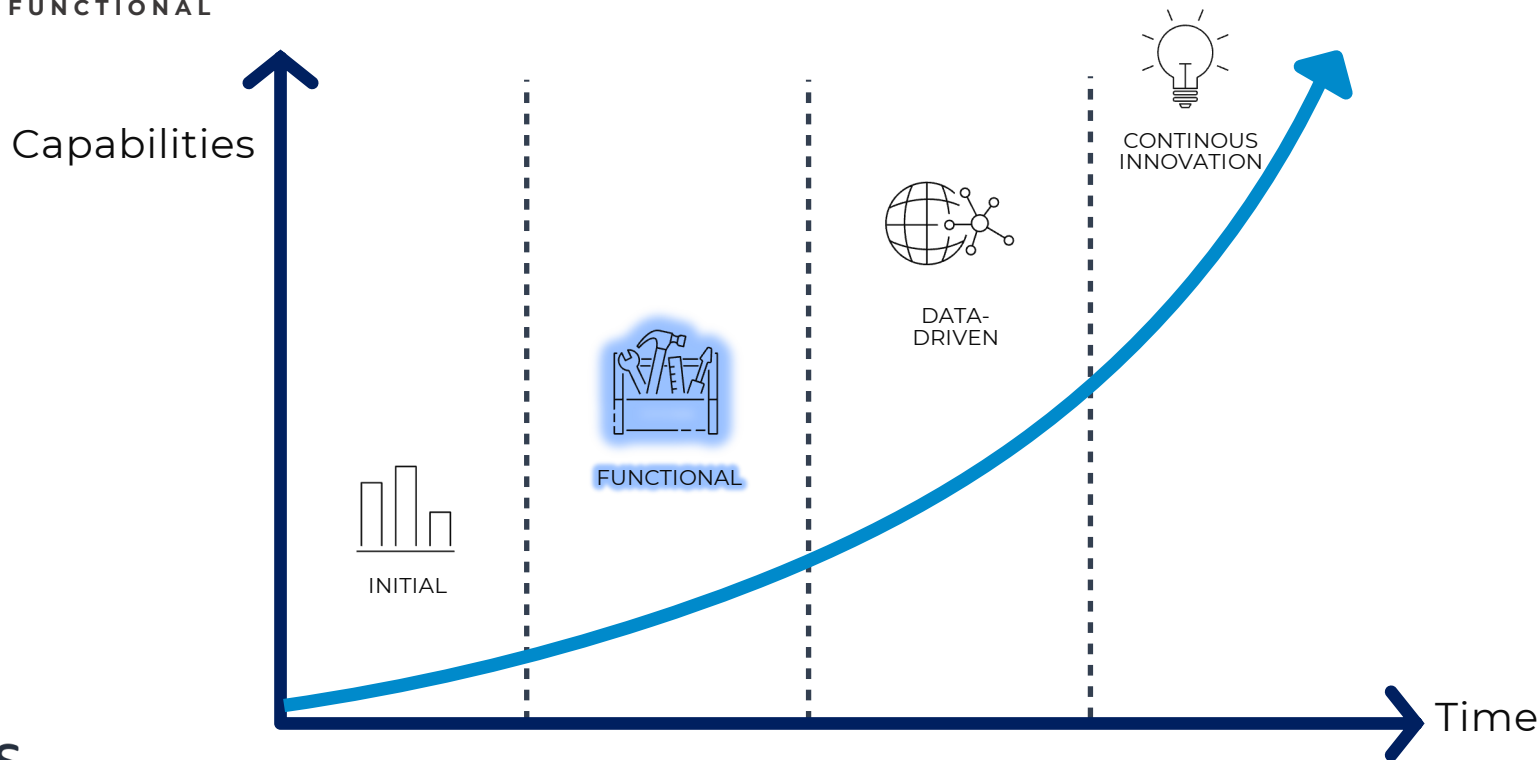 FUNCTIONAL
Capabilities
CONTINOUS
INNOVATION
DATA-
DRIVEN
FUNCTIONAL
INITIAL
Time
s